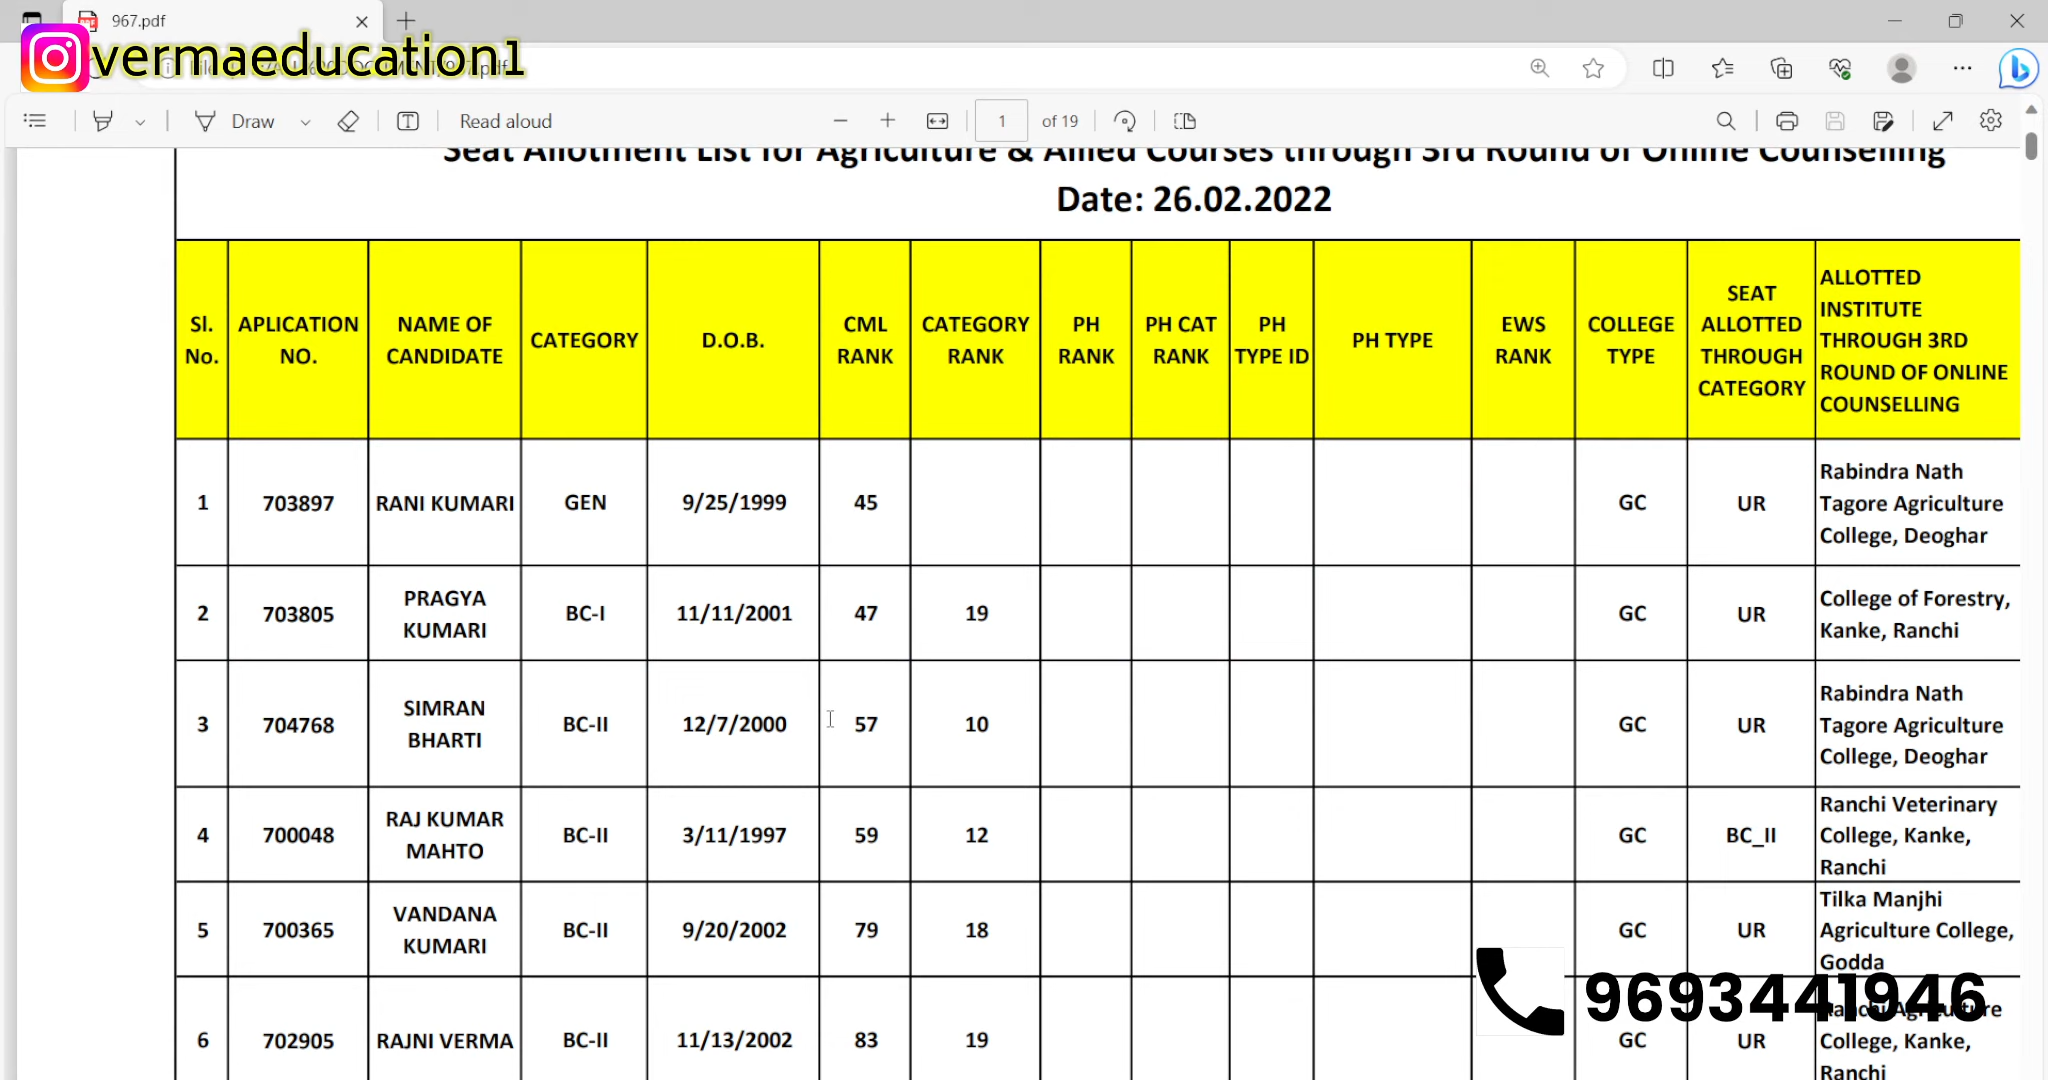 967.pdf
vermaeducation1
Draw
Read aloud
1 of 19
Seat Allotment List for Agriculture & Allied Courses through 3rd Round of Online Counselling
Date: 26.02.2022
Sl. No. APLICATION NO. NAME OF CANDIDATE CATEGORY D.O.B. CML RANK CATEGORY RANK PH RANK PH CAT RANK PH TYPE ID PH TYPE EWS RANK COLLEGE TYPE SEAT ALLOTTED THROUGH CATEGORY ALLOTTED INSTITUTE THROUGH 3RD ROUND OF ONLINE COUNSELLING
1 703897 RANI KUMARI GEN 9/25/1999 45 GC UR Rabindra Nath Tagore Agriculture College, Deoghar
2 703805 PRAGYA KUMARI BC-I 11/11/2001 47 19 GC UR College of Forestry, Kanke, Ranchi
3 704768 SIMRAN BHARTI BC-II 12/7/2000 57 10 GC UR Rabindra Nath Tagore Agriculture College, Deoghar
4 700048 RAJ KUMAR MAHTO BC-II 3/11/1997 59 12 GC BC_II Ranchi Veterinary College, Kanke, Ranchi
5 700365 VANDANA KUMARI BC-II 9/20/2002 79 18 GC UR Tilka Manjhi Agriculture College, Godda
6 702905 RAJNI VERMA BC-II 11/13/2002 83 19 GC UR Ranchi Agriculture College, Kanke, Ranchi
9693441946